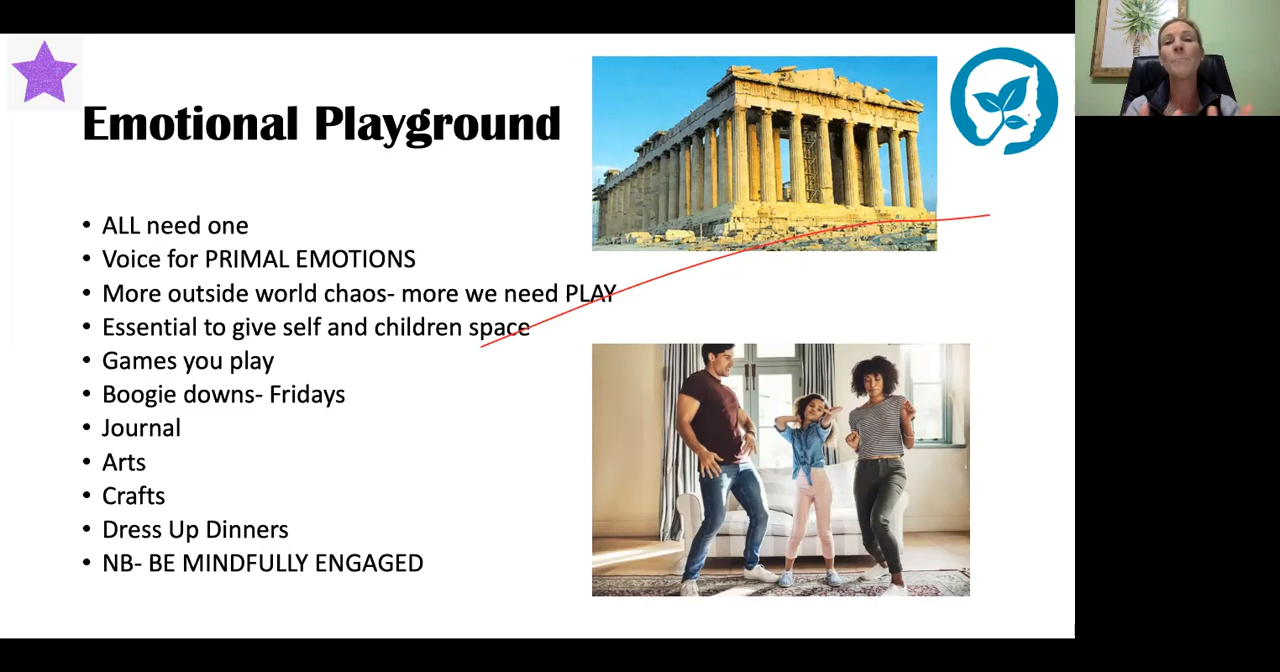 Emotional Playground
• ALL need one
• Voice for PRIMAL EMOTIONS
• More outside world chaos- more we need PLAY
• Essential to give self and children space
• Games you play
• Boogie downs- Fridays
• Journal
• Arts
• Crafts
• Dress Up Dinners
• NB- BE MINDFULLY ENGAGED